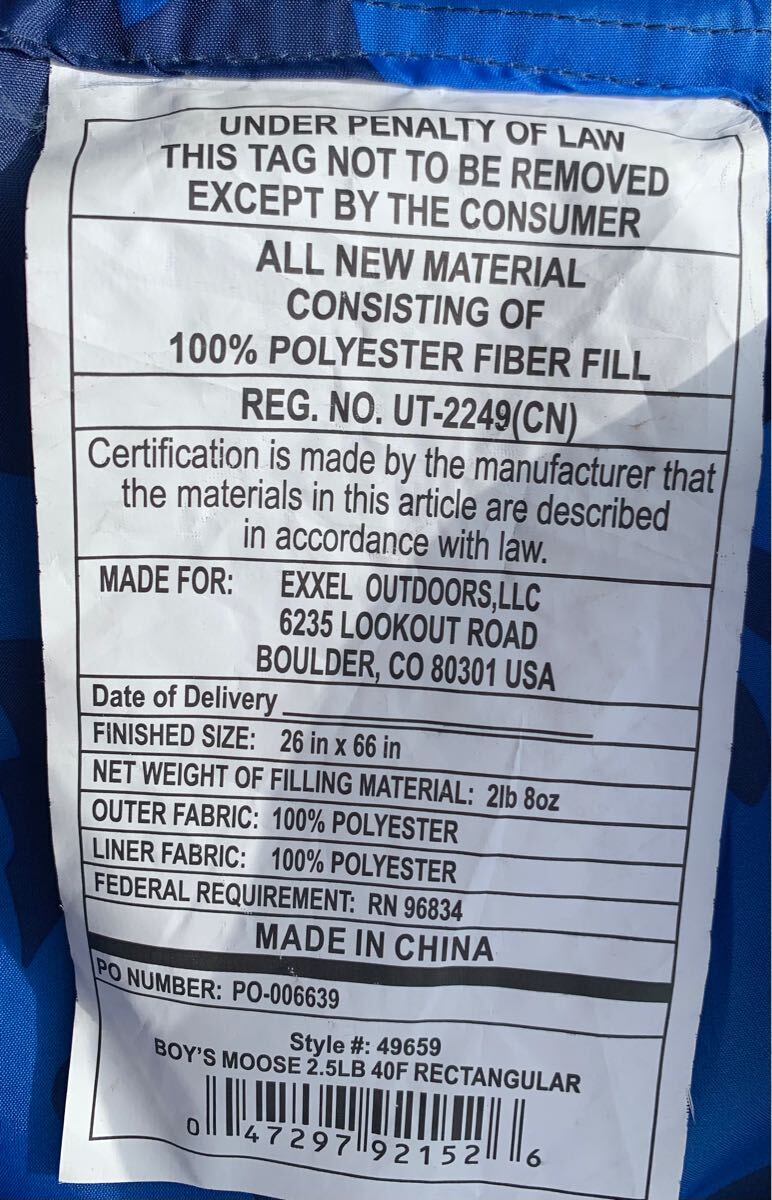 UNDER PENALTY OF LAW
THIS TAG NOT TO BE REMOVED
EXCEPT BY THE CONSUMER
ALL NEW MATERIAL
CONSISTING OF
100% POLYESTER FIBER FILL
REG. NO. UT-2249(CN)
Certification is made by the manufacturer that
the materials in this article are described
in accordance with law.
MADE FOR: EXXEL OUTDOORS,LLC
6235 LOOKOUT ROAD
BOULDER, CO 80301 USA
Date of Delivery
FINISHED SIZE: 26 in x 66 in
NET WEIGHT OF FILLING MATERIAL: 2lb 8oz
OUTER FABRIC: 100% POLYESTER
LINER FABRIC: 100% POLYESTER
FEDERAL REQUIREMENT: RN 96834
MADE IN CHINA
PO NUMBER: PO-006639
Style #: 49659
BOY'S MOOSE 2.5LB 40F RECTANGULAR
0 47297 92152 6